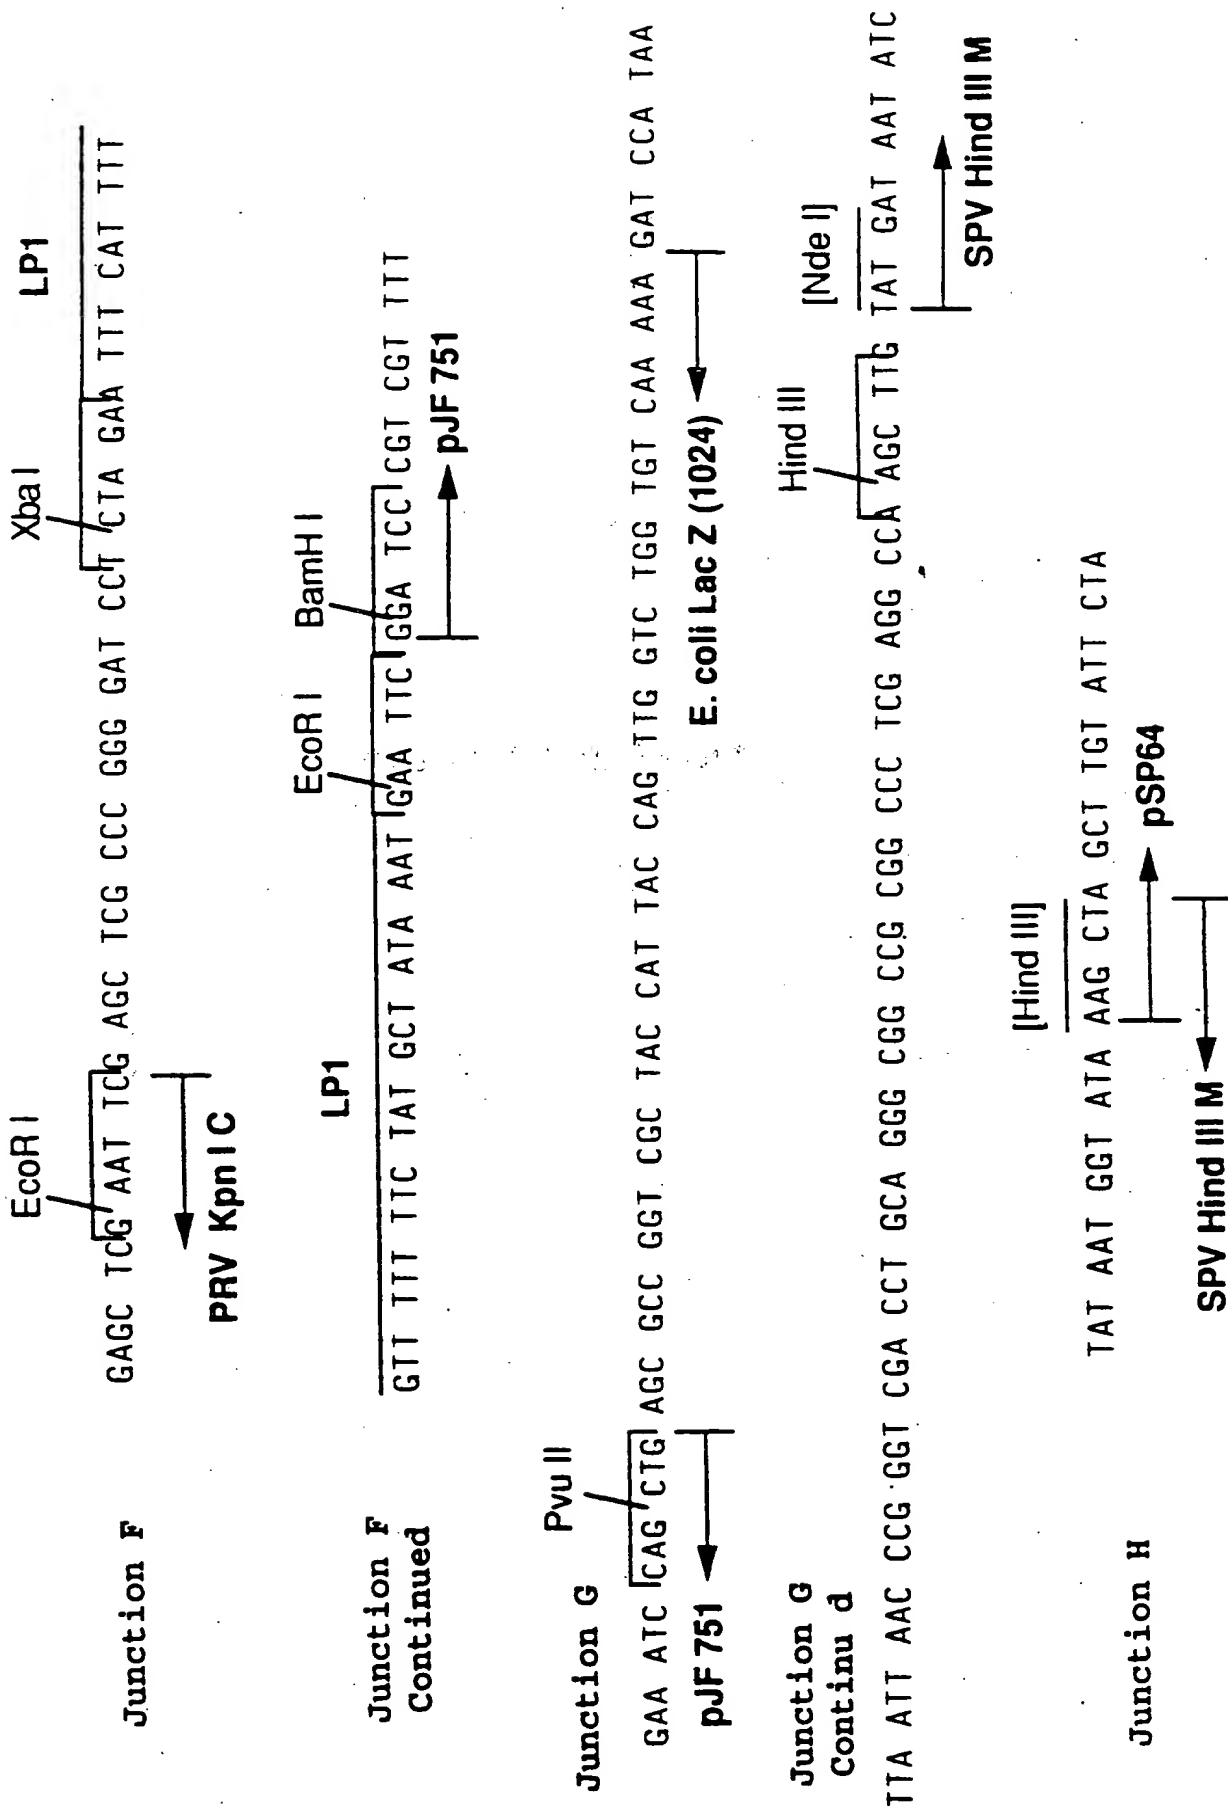 Junction F
EcoRI
XbaI
LP1
GAGC TCG AAT TCG AGC TCG CCC GGG GAT CCT CTA GAA TTT CAT TTT
PRV KpnI C
Junction F
Continued
LP1
EcoRI
BamHI
GTT TTT TTC TAT GCT ATA AAT GAA TTC GGA TCC CGT CGT TTT
pJF 751
Junction G
Pvu II
GAA ATC CAG CTG AGC GCC GGT CGC TAC CAT TAC CAG TTG GTC TGG TGT CAA AAA GAT CCA TAA
pJF 751
E. coli Lac Z (1024)
Junction G
Continu d
Hind III
[Nde I]
TTA ATT AAC CCG GGT CGA CCT GCA GGG CGG CCG CGG CCC TCG AGG CCA AGC TTG TAT GAT AAT ATC
SPV Hind III M
Junction H
[Hind III]
TAT AAT GGT ATA AAG CTA GCT TGT ATT CTA
pSP64
SPV Hind III M